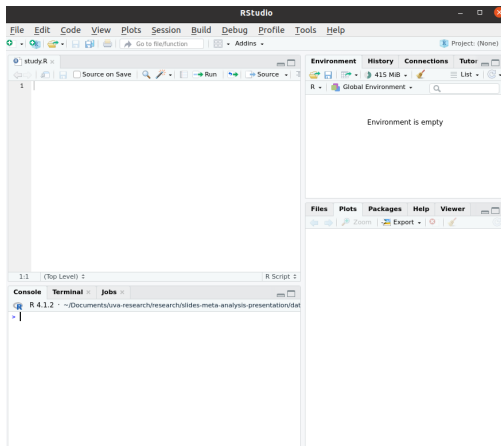 RStudio
File Edit Code View Plots Session Build Debug Profile Tools Help
Go to file/function Addins Project: (None)
study.R
Source on Save Run Source
1
1:1 (Top Level) R Script
Console Terminal Jobs
R 4.1.2 · ~/Documents/uva-research/research/slides-meta-analysis-presentation/dat
>
Environment History Connections Tutor
415 MiB List
R Global Environment
Environment is empty
Files Plots Packages Help Viewer
Zoom Export